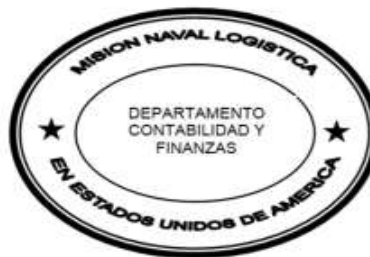 MISION NAVAL LOGISTICA
DEPARTAMENTO
CONTABILIDAD Y
FINANZAS
EN ESTADOS UNIDOS DE AMERICA